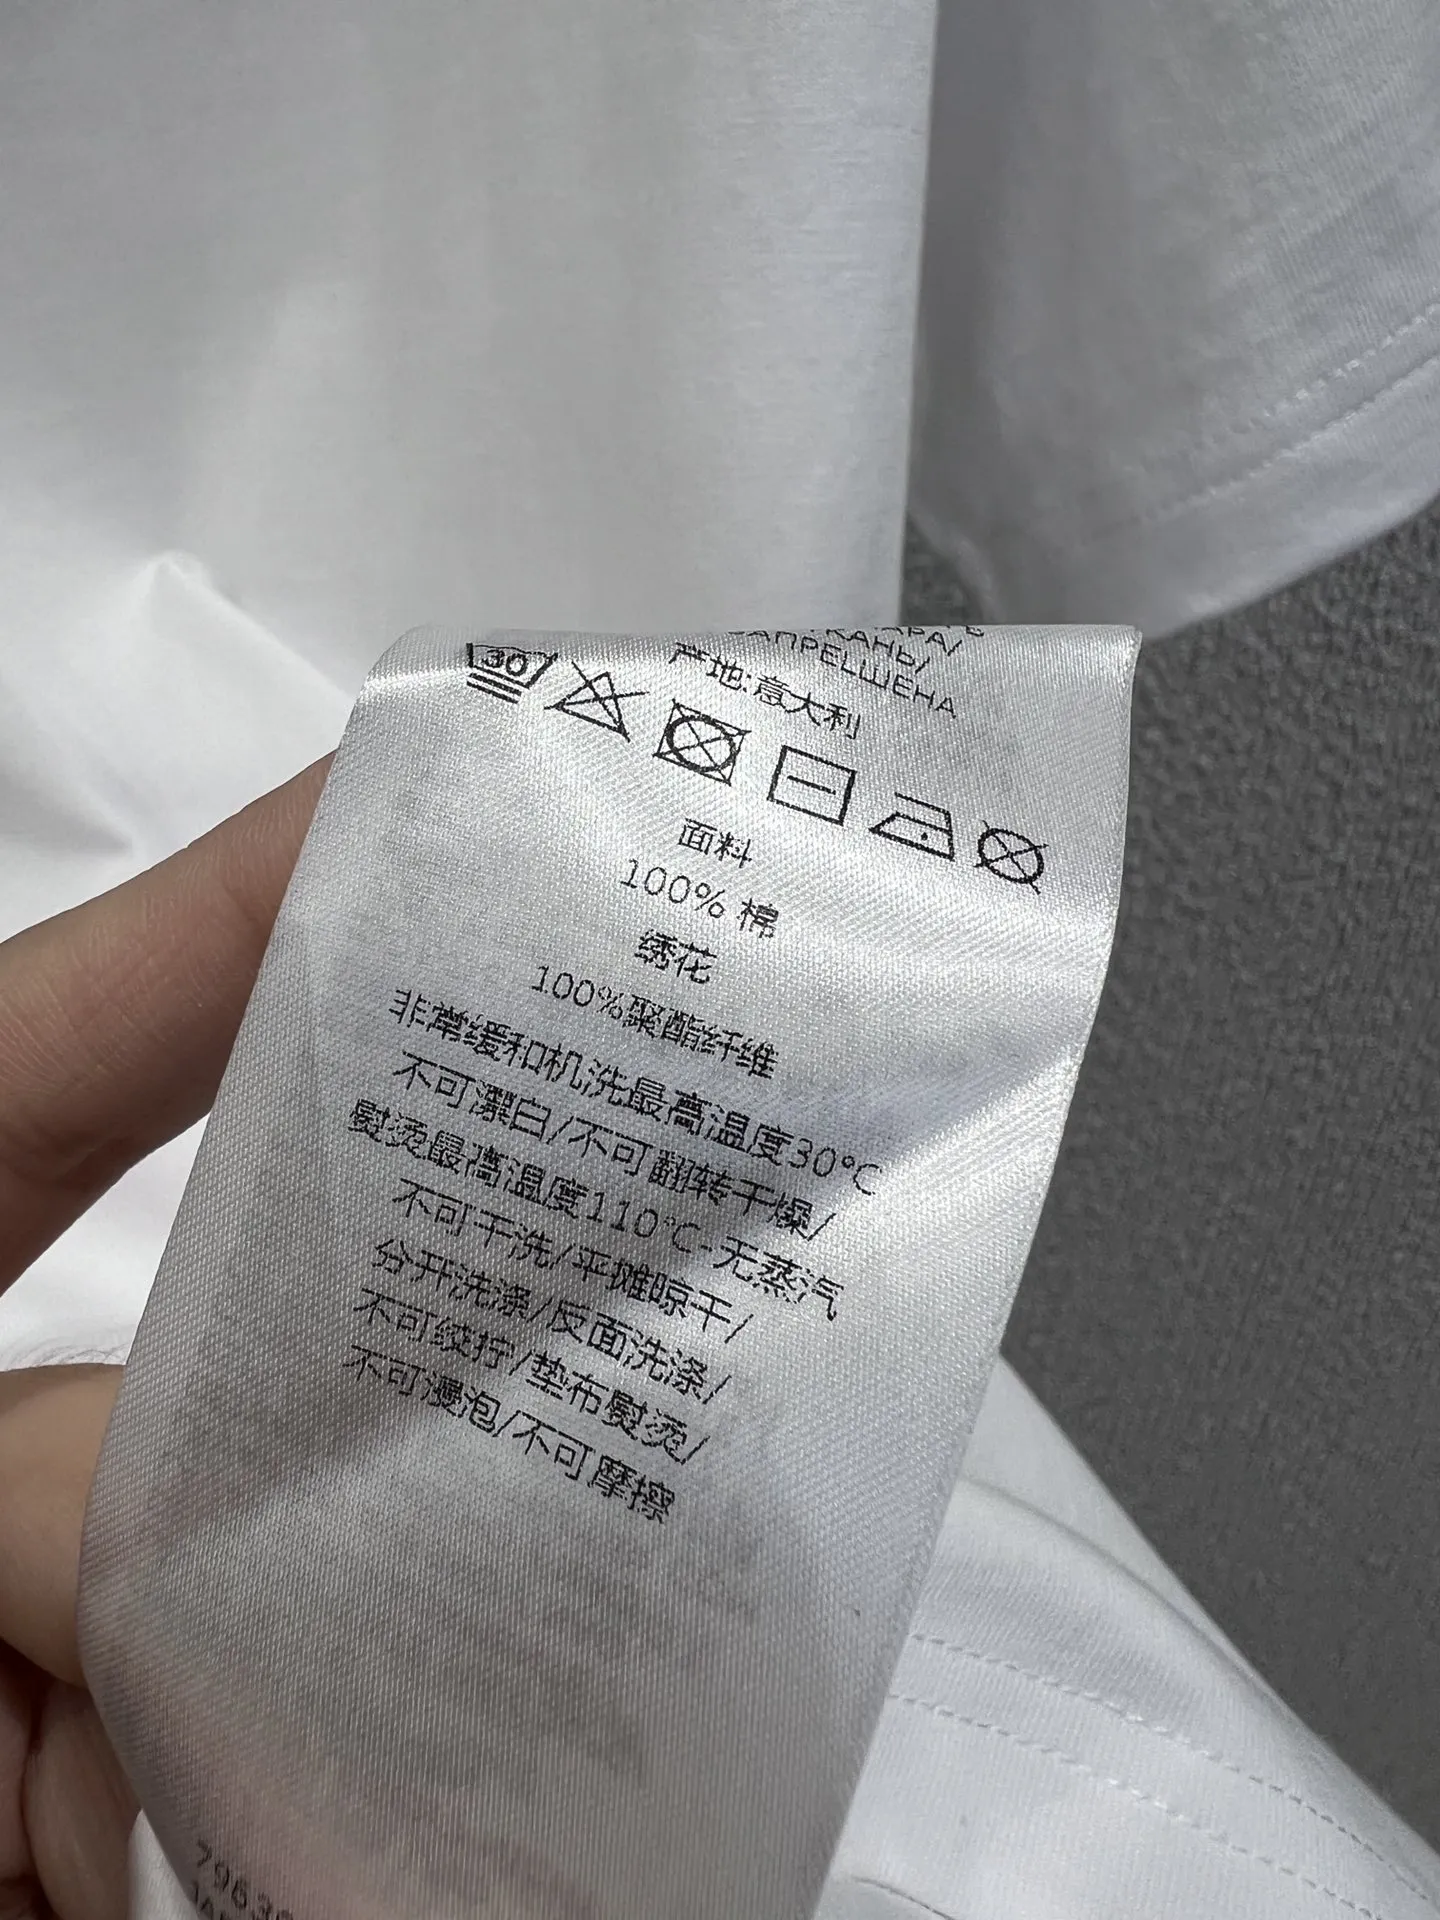 КАРА/
КАНЬ/
ЗАПРЕЩЕНА
产地:意大利
30
面料
100% 棉
绣花
100%聚酯纤维
非常缓和机洗最高温度30°C
不可漂白/不可翻转干燥/
熨烫最高温度110°C-无蒸汽
不可干洗/平摊晾干/
分开洗涤/反面洗涤/
不可绞拧/垫布熨烫/
不可浸泡/不可摩擦